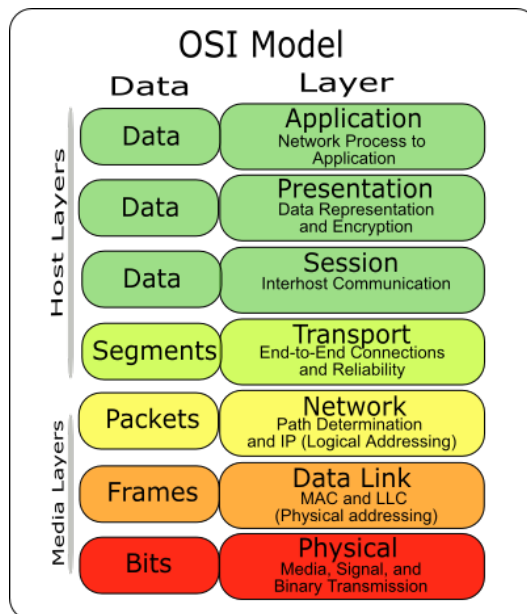 OSI Model
Data Layer
Host Layers
Data
Application
Network Process to
Application
Data
Presentation
Data Representation
and Encryption
Data
Session
Interhost Communication
Segments
Transport
End-to-End Connections
and Reliability
Media Layers
Packets
Network
Path Determination
and IP (Logical Addressing)
Frames
Data Link
MAC and LLC
(Physical addressing)
Bits
Physical
Media, Signal, and
Binary Transmission